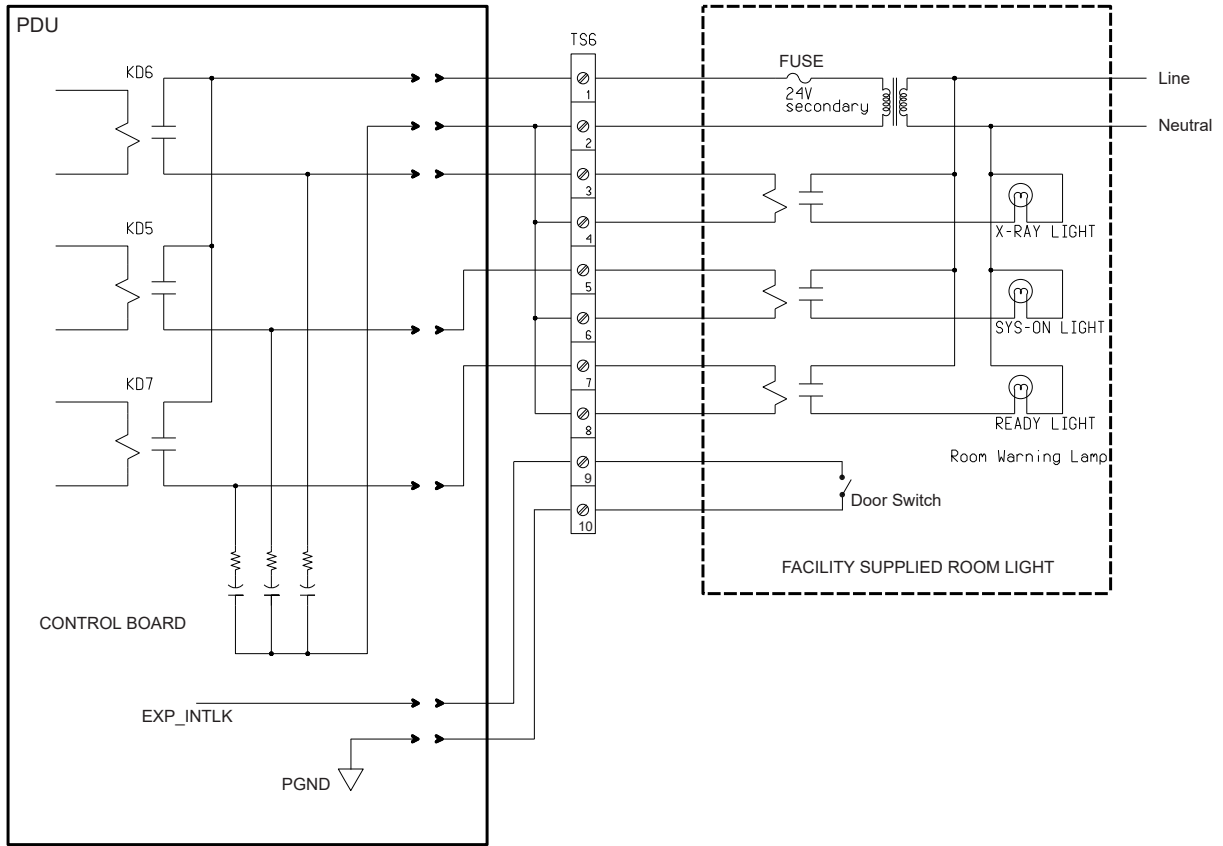 PDU
TS6
KD6
FUSE
24V
secondary
Line
Neutral
1
2
3
4
5
6
7
8
9
10
KD5
KD7
X-RAY LIGHT
SYS-ON LIGHT
READY LIGHT
Room Warning Lamp
Door Switch
FACILITY SUPPLIED ROOM LIGHT
CONTROL BOARD
EXP_INTLK
PGND